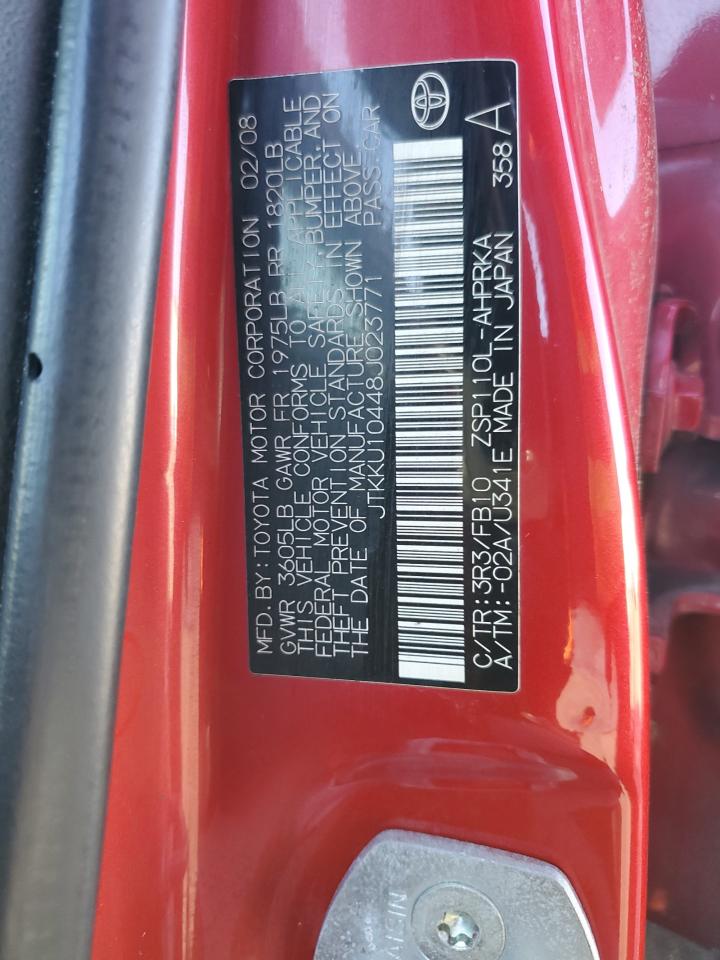 MFD. BY: TOYOTA MOTOR CORPORATION 02/08
GVWR 3605LB GAWR FR 1975LB RR 1820LB
THIS VEHICLE CONFORMS TO ALL APPLICABLE
FEDERAL MOTOR VEHICLE SAFETY, BUMPER, AND
THEFT PREVENTION STANDARDS IN EFFECT ON
THE DATE OF MANUFACTURE SHOWN ABOVE.
JTKKU10448J023771 PASS.CAR
C/TR: 3R3/FB10 ZSP110L-AHPRKA 358 A
A/TM: -02A/U341E MADE IN JAPAN